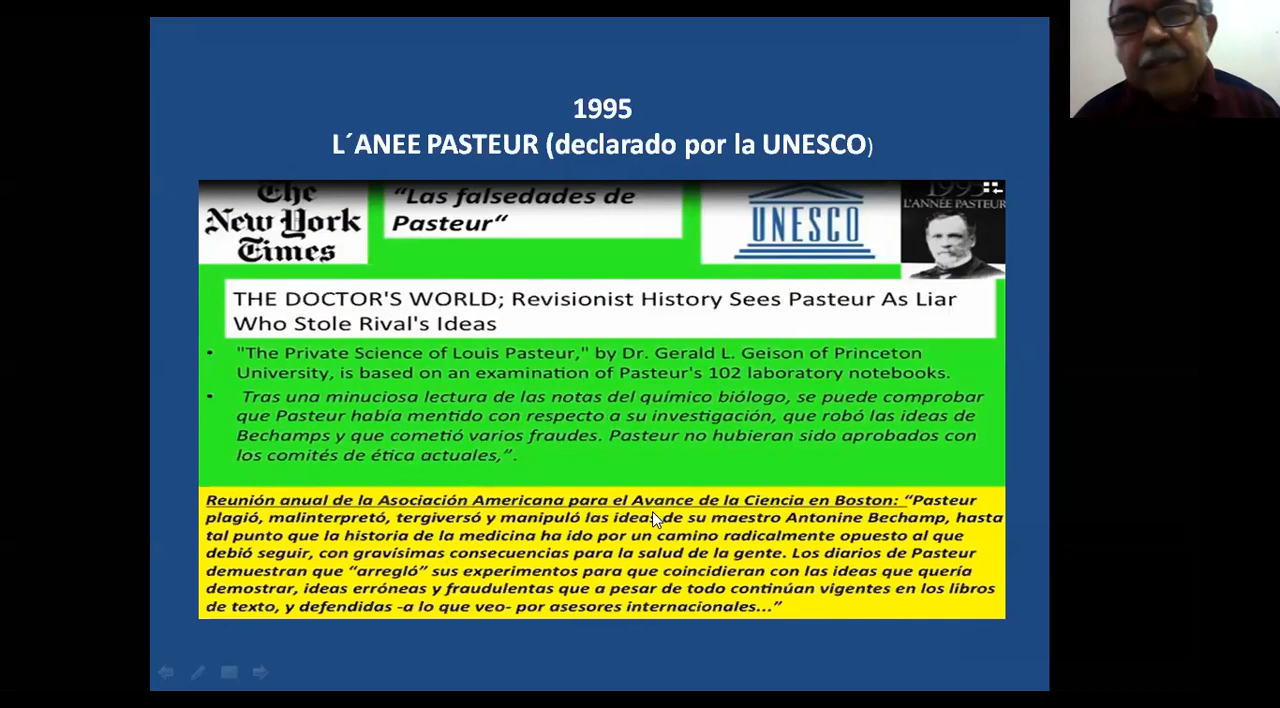 1995
L´ANEE PASTEUR (declarado por la UNESCO)
The
New York
Times
“Las falsedades de
Pasteur“
UNESCO
1995
L'ANNÉE PASTEUR
THE DOCTOR'S WORLD; Revisionist History Sees Pasteur As Liar
Who Stole Rival's Ideas
• "The Private Science of Louis Pasteur," by Dr. Gerald L. Geison of Princeton
University, is based on an examination of Pasteur's 102 laboratory notebooks.
• Tras una minuciosa lectura de las notas del químico biólogo, se puede comprobar
que Pasteur había mentido con respecto a su investigación, que robó las ideas de
Bechamps y que cometió varios fraudes. Pasteur no hubieran sido aprobados con
los comités de ética actuales,”.
Reunión anual de la Asociación Americana para el Avance de la Ciencia en Boston: “Pasteur
plagió, malinterpretó, tergiversó y manipuló las ideas de su maestro Antonine Bechamp, hasta
tal punto que la historia de la medicina ha ido por un camino radicalmente opuesto al que
debió seguir, con gravísimas consecuencias para la salud de la gente. Los diarios de Pasteur
demuestran que “arregló” sus experimentos para que coincidieran con las ideas que quería
demostrar, ideas erróneas y fraudulentas que a pesar de todo continúan vigentes en los libros
de texto, y defendidas -a lo que veo- por asesores internacionales...”